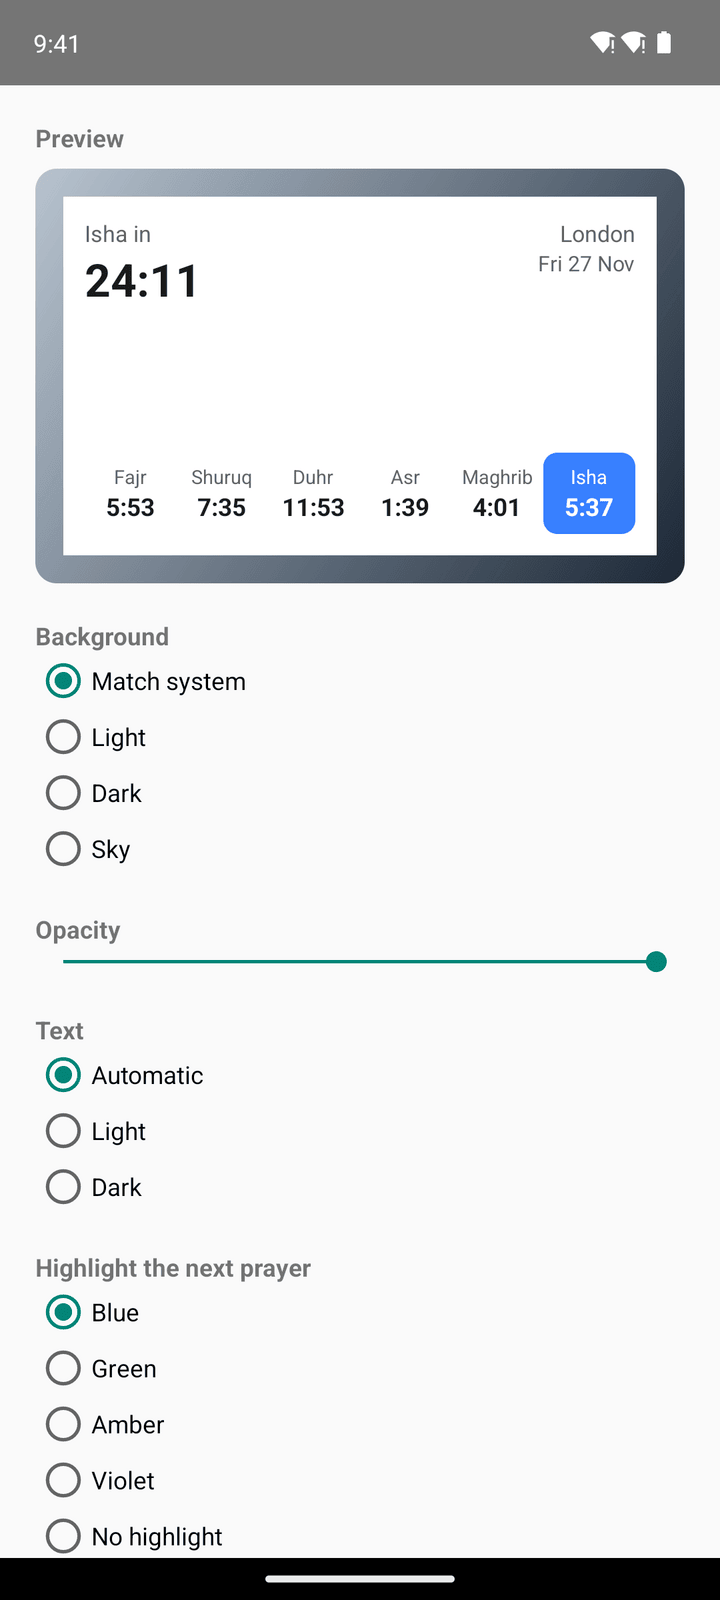 9:41
Preview
Isha in
London
24:11
Fri 27 Nov
Fajr Shuruq Duhr Asr Maghrib Isha
5:53 7:35 11:53 1:39 4:01 5:37
Background
Match system
Light
Dark
Sky
Opacity
Text
Automatic
Light
Dark
Highlight the next prayer
Blue
Green
Amber
Violet
No highlight